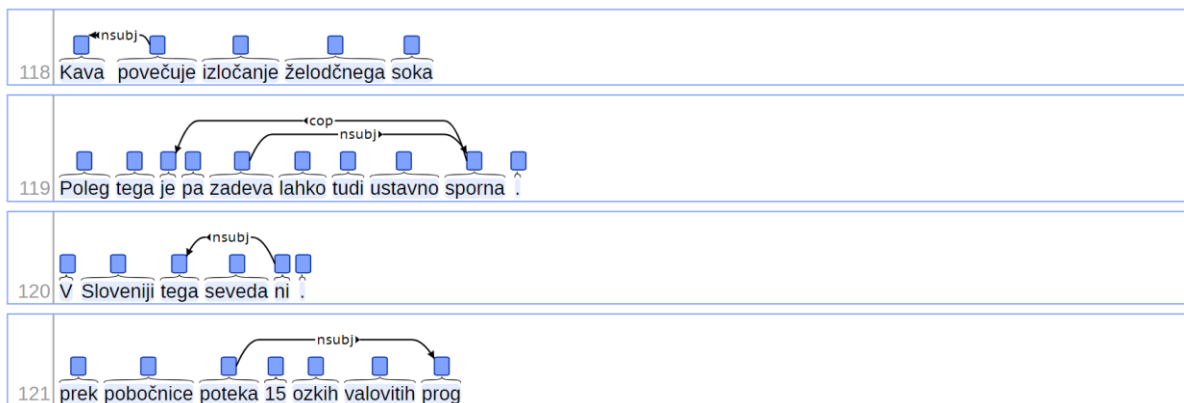 nsubj
118 Kava povečuje izločanje želodčnega soka
cop
nsubj
119 Poleg tega je pa zadeva lahko tudi ustavno sporna .
nsubj
120 V Sloveniji tega seveda ni .
nsubj
121 prek pobočnice poteka 15 ozkih valovitih prog